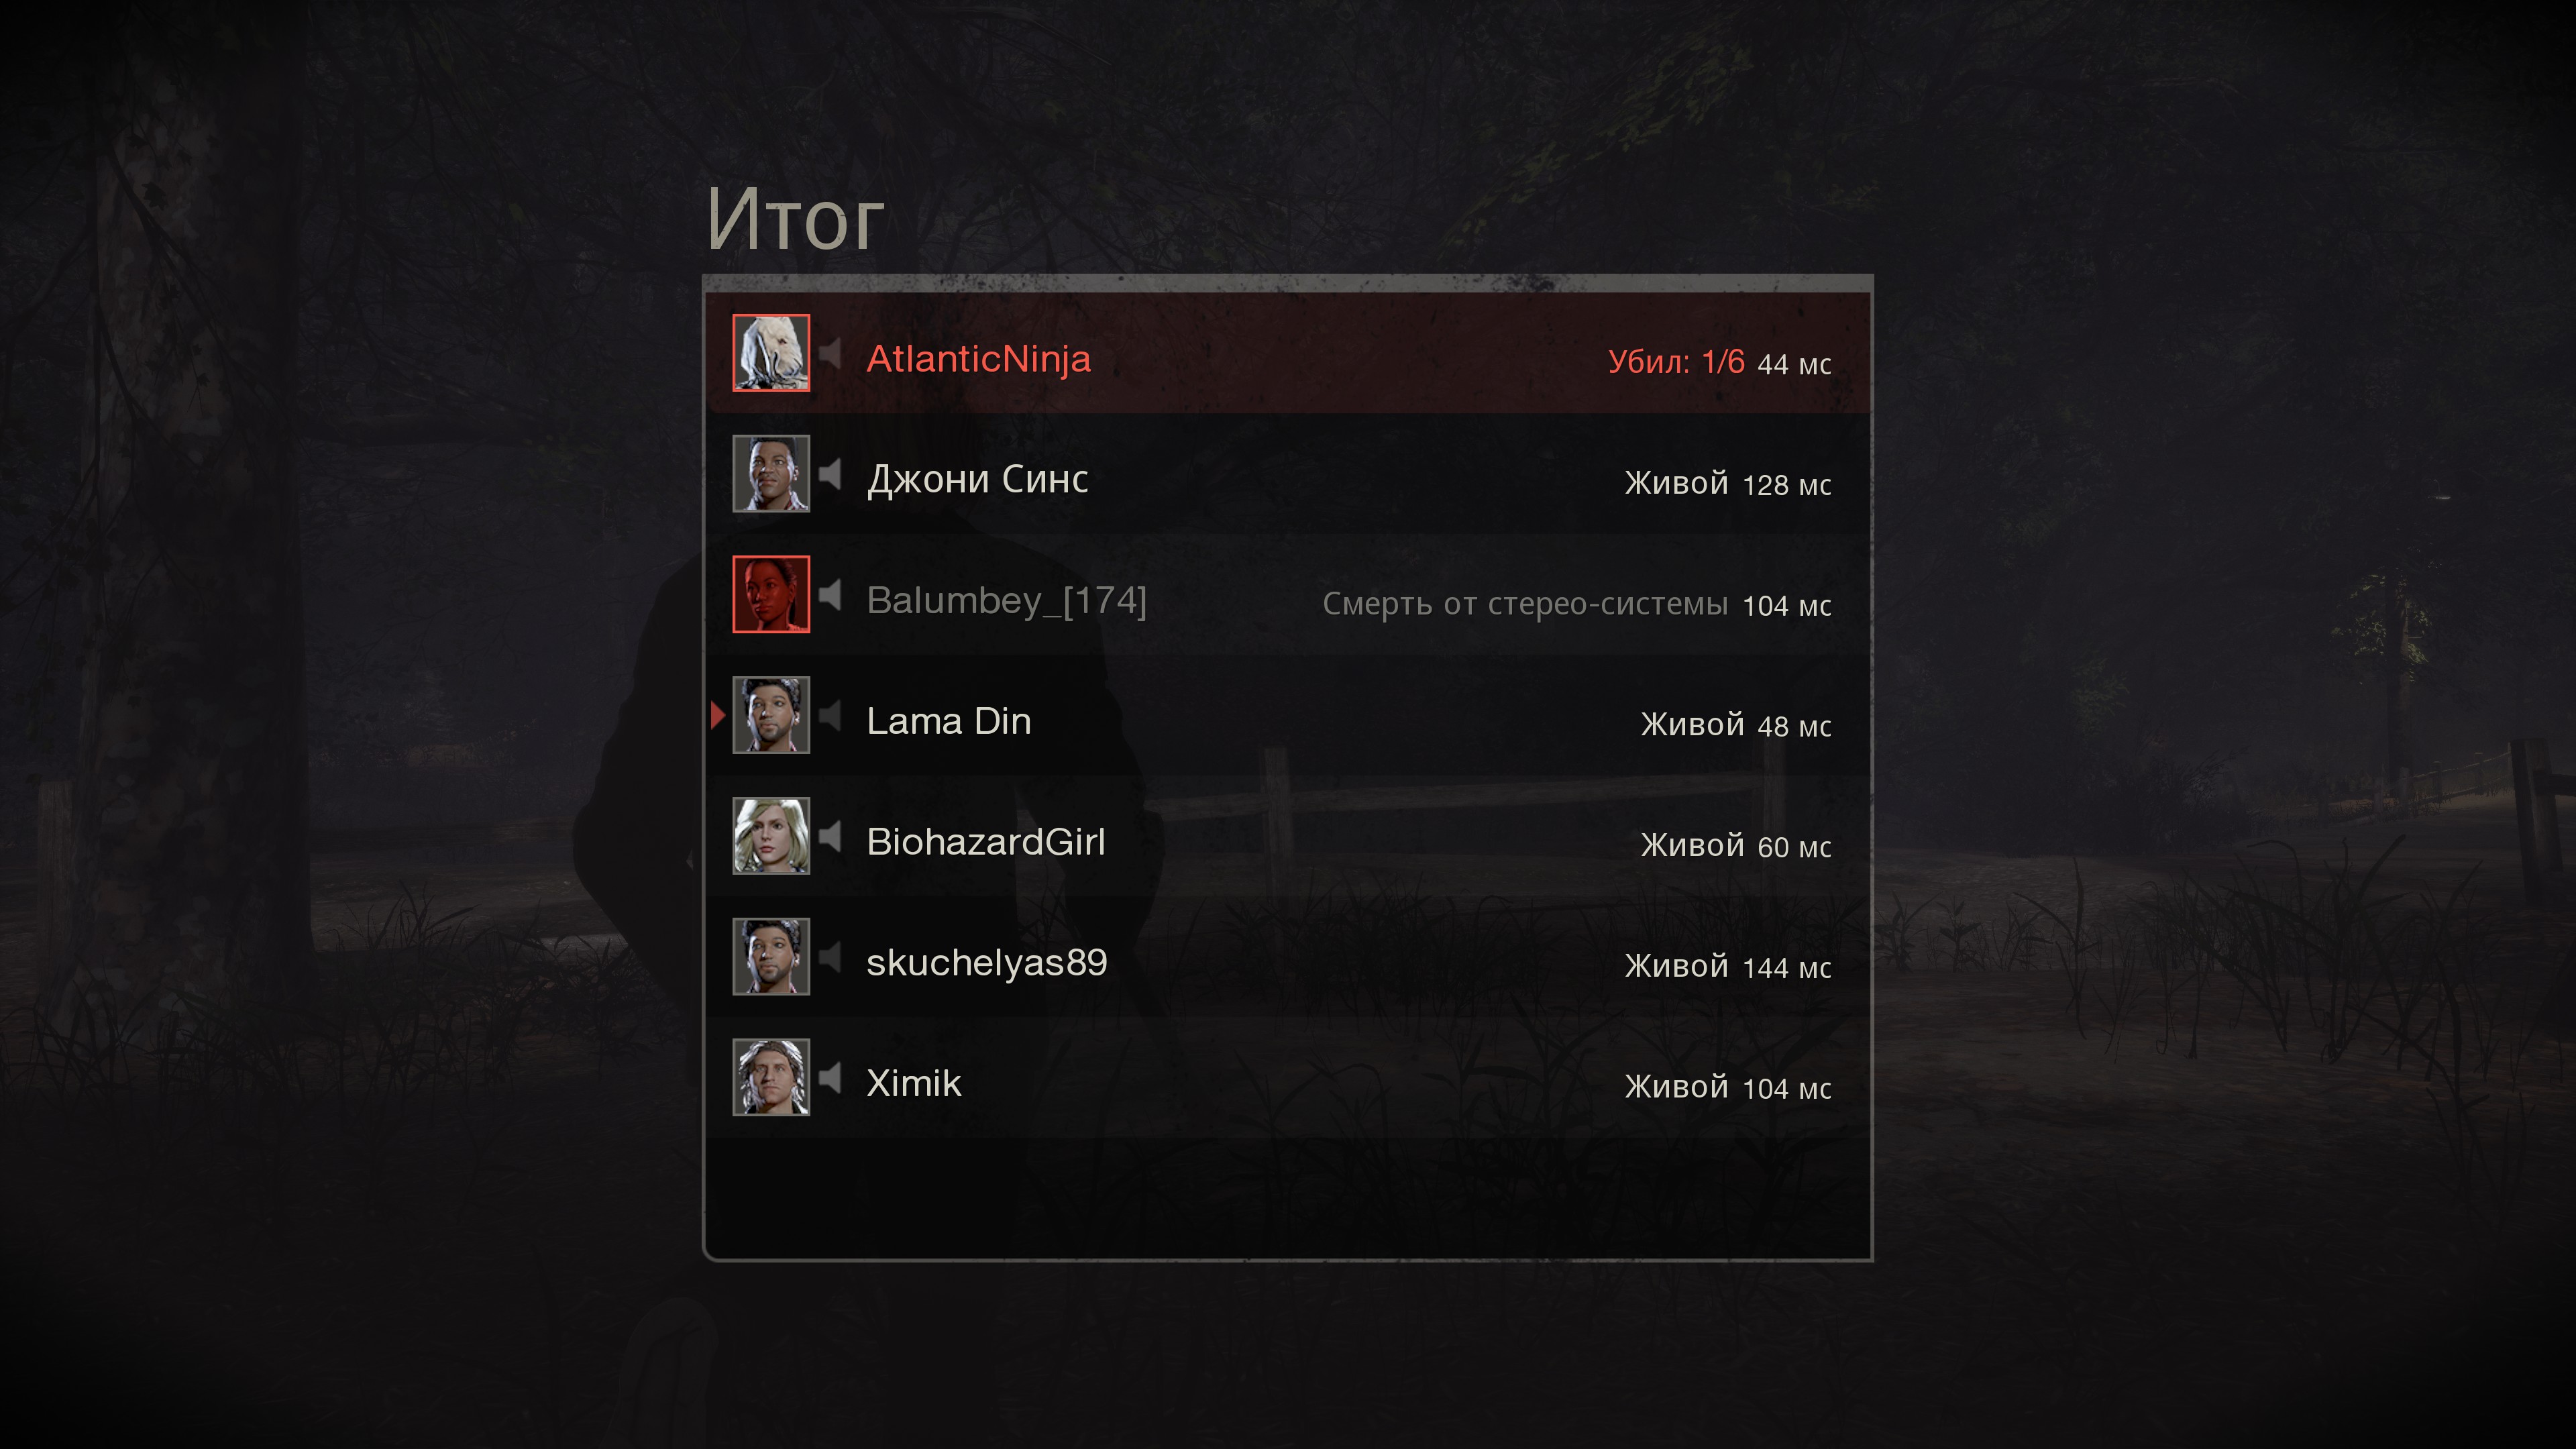 Итог
AtlanticNinja Убил: 1/6 44 мс
Джони Синс Живой 128 мс
Balumbey_[174] Смерть от стерео-системы 104 мс
Lama Din Живой 48 мс
BiohazardGirl Живой 60 мс
skuchelyas89 Живой 144 мс
Ximik Живой 104 мс